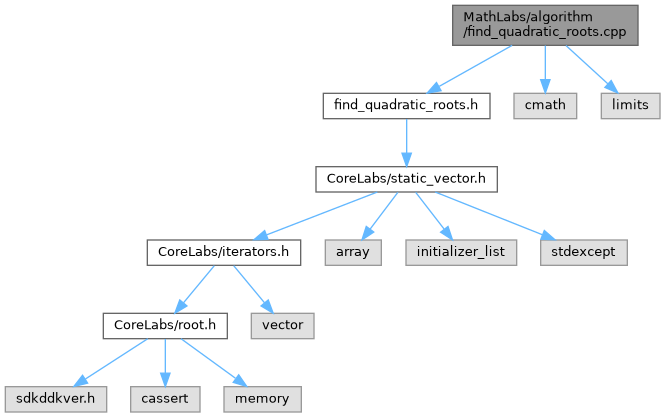 MathLabs/algorithm
/find_quadratic_roots.cpp
find_quadratic_roots.h
cmath
limits
CoreLabs/static_vector.h
CoreLabs/iterators.h
array
initializer_list
stdexcept
CoreLabs/root.h
vector
sdkddkver.h
cassert
memory